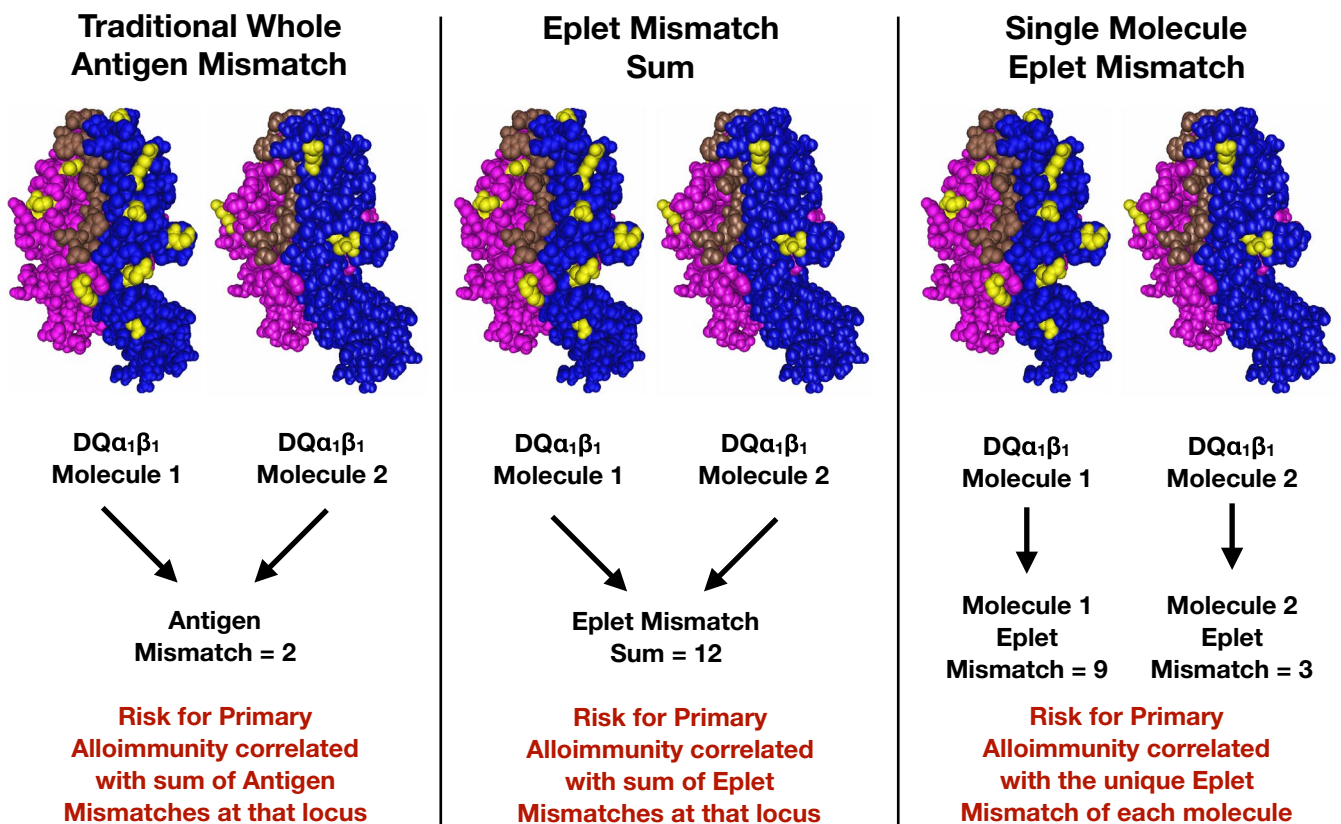 Traditional Whole
Antigen Mismatch
DQα₁β₁
Molecule 1
DQα₁β₁
Molecule 2
Antigen
Mismatch = 2
Risk for Primary
Alloimmunity correlated
with sum of Antigen
Mismatches at that locus
Eplet Mismatch
Sum
DQα₁β₁
Molecule 1
DQα₁β₁
Molecule 2
Eplet Mismatch
Sum = 12
Risk for Primary
Alloimmunity correlated
with sum of Eplet
Mismatches at that locus
Single Molecule
Eplet Mismatch
DQα₁β₁
Molecule 1
DQα₁β₁
Molecule 2
Molecule 1
Eplet
Mismatch = 9
Molecule 2
Eplet
Mismatch = 3
Risk for Primary
Alloimmunity correlated
with the unique Eplet
Mismatch of each molecule